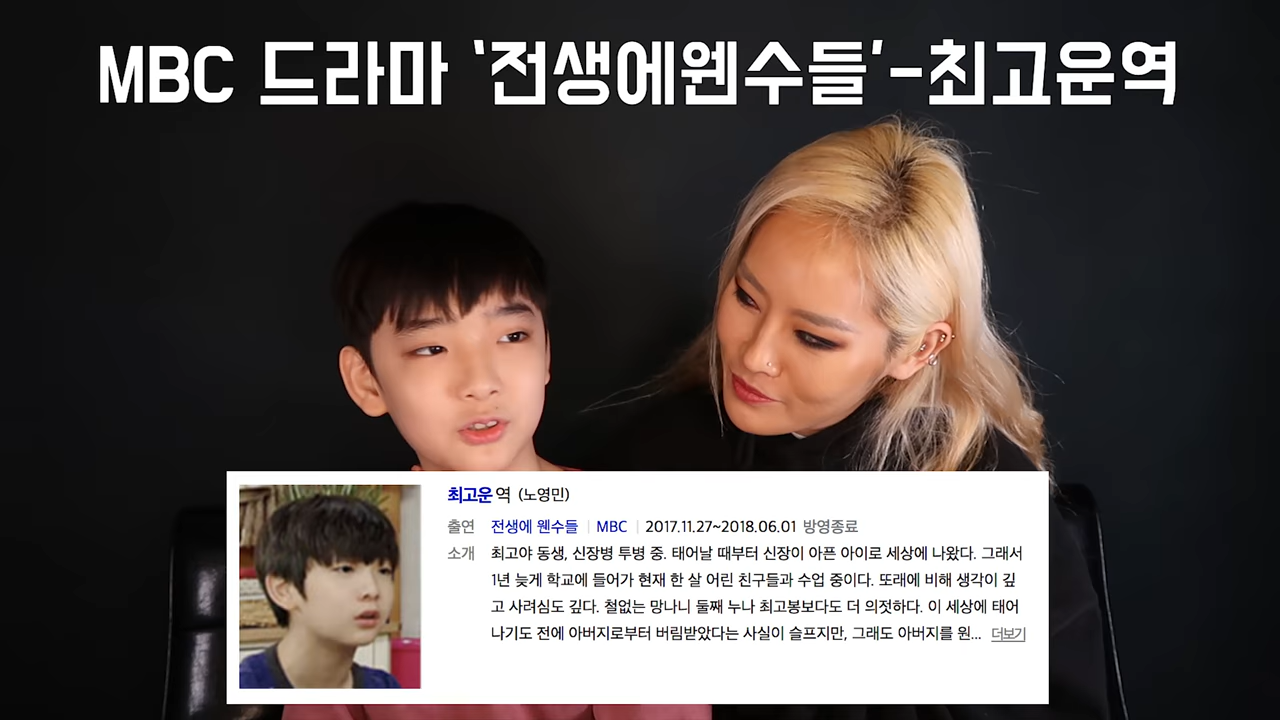 MBC 드라마 '전생에웬수들'-최고운역
최고운 역 (노영민)
출연 전생에 웬수들 | MBC | 2017.11.27~2018.06.01 방영종료
소개 최고야 동생, 신장병 투병 중. 태어날 때부터 신장이 아픈 아이로 세상에 나왔다. 그래서
1년 늦게 학교에 들어가 현재 한 살 어린 친구들과 수업 중이다. 또래에 비해 생각이 깊
고 사려심도 깊다. 철없는 망나니 둘째 누나 최고봉보다도 더 의젓하다. 이 세상에 태어
나기도 전에 아버지로부터 버림받았다는 사실이 슬프지만, 그래도 아버지를 원... 더보기